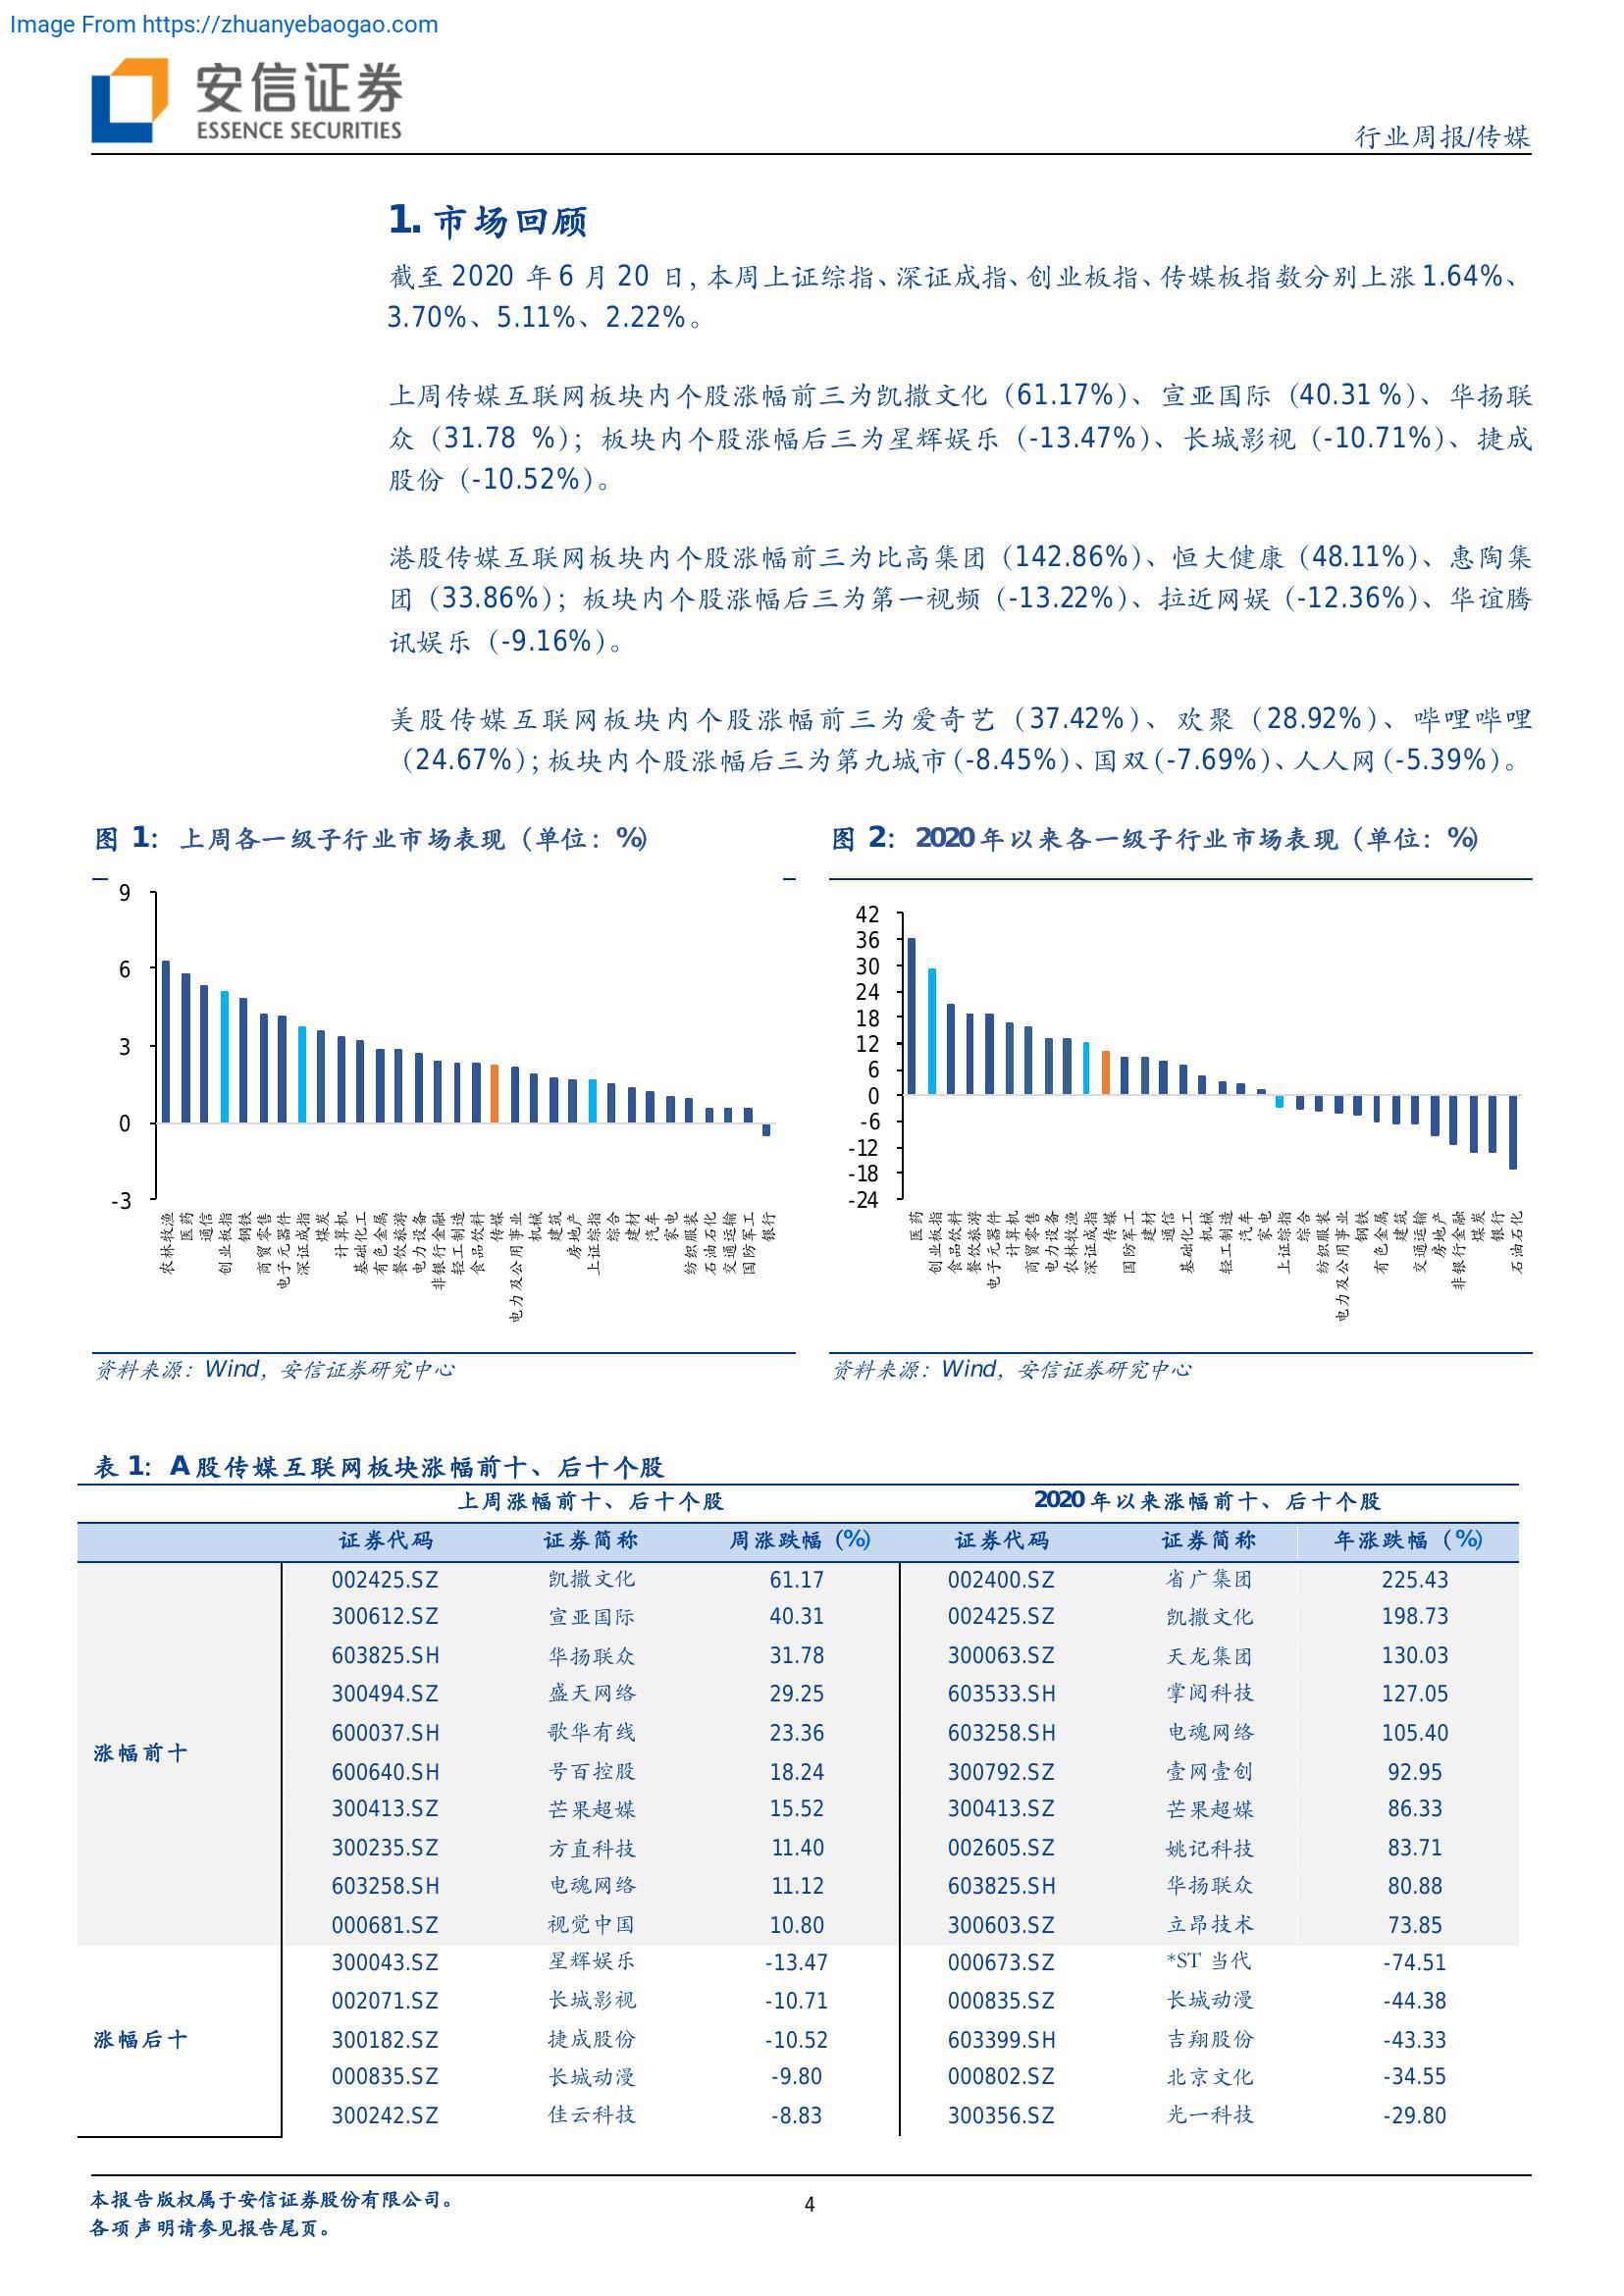 Image From https://zhuanyebaogao.com
安信证券
ESSENCE SECURITIES
行业周报/传媒
1. 市场回顾
截至 2020 年 6 月 20 日, 本周上证综指、深证成指、创业板指、传媒板指数分别上涨 1.64%、
3.70%、5.11%、2.22%。
上周传媒互联网板块内个股涨幅前三为凯撒文化（61.17%）、宣亚国际（40.31 %）、华扬联
众（31.78 %）；板块内个股涨幅后三为星辉娱乐（-13.47%）、长城影视（-10.71%）、捷成
股份（-10.52%）。
港股传媒互联网板块内个股涨幅前三为比高集团（142.86%）、恒大健康（48.11%）、惠陶集
团（33.86%）；板块内个股涨幅后三为第一视频（-13.22%）、拉近网娱（-12.36%）、华谊腾
讯娱乐（-9.16%）。
美股传媒互联网板块内个股涨幅前三为爱奇艺（37.42%）、欢聚（28.92%）、哔哩哔哩
（24.67%）；板块内个股涨幅后三为第九城市（-8.45%）、国双（-7.69%）、人人网（-5.39%）。
图 1：上周各一级子行业市场表现（单位：%）
9
6
3
0
-3
农林牧渔
医药
通信
创业板指
钢铁
商贸零售
电子元器件
深证成指
煤炭
计算机
基础化工
有色金属
餐饮旅游
电力设备
非银行金融
轻工制造
食品饮料
传媒
电力及公用事业
机械
建筑
房地产
上证综指
综合
建材
汽车
家电
纺织服装
石油石化
交通运输
国防军工
银行
资料来源：Wind，安信证券研究中心
图 2：2020 年以来各一级子行业市场表现（单位：%）
42
36
30
24
18
12
6
0
-6
-12
-18
-24
医药
创业板指
食品饮料
餐饮旅游
电子元器件
计算机
商贸零售
电力设备
农林牧渔
深证成指
传媒
国防军工
建材
通信
基础化工
机械
轻工制造
汽车
家电
上证综指
综合
纺织服装
电力及公用事业
钢铁
有色金属
建筑
交通运输
房地产
非银行金融
煤炭
银行
石油石化
资料来源：Wind，安信证券研究中心
表 1：A 股传媒互联网板块涨幅前十、后十个股
上周涨幅前十、后十个股 2020 年以来涨幅前十、后十个股
证券代码 证券简称 周涨跌幅（%） 证券代码 证券简称 年涨跌幅（%）
涨幅前十
002425.SZ 凯撒文化 61.17 002400.SZ 省广集团 225.43
300612.SZ 宣亚国际 40.31 002425.SZ 凯撒文化 198.73
603825.SH 华扬联众 31.78 300063.SZ 天龙集团 130.03
300494.SZ 盛天网络 29.25 603533.SH 掌阅科技 127.05
600037.SH 歌华有线 23.36 603258.SH 电魂网络 105.40
600640.SH 号百控股 18.24 300792.SZ 壹网壹创 92.95
300413.SZ 芒果超媒 15.52 300413.SZ 芒果超媒 86.33
300235.SZ 方直科技 11.40 002605.SZ 姚记科技 83.71
603258.SH 电魂网络 11.12 603825.SH 华扬联众 80.88
000681.SZ 视觉中国 10.80 300603.SZ 立昂技术 73.85
涨幅后十
300043.SZ 星辉娱乐 -13.47 000673.SZ *ST 当代 -74.51
002071.SZ 长城影视 -10.71 000835.SZ 长城动漫 -44.38
300182.SZ 捷成股份 -10.52 603399.SH 吉翔股份 -43.33
000835.SZ 长城动漫 -9.80 000802.SZ 北京文化 -34.55
300242.SZ 佳云科技 -8.83 300356.SZ 光一科技 -29.80
本报告版权属于安信证券股份有限公司。
各项声明请参见报告尾页。
4